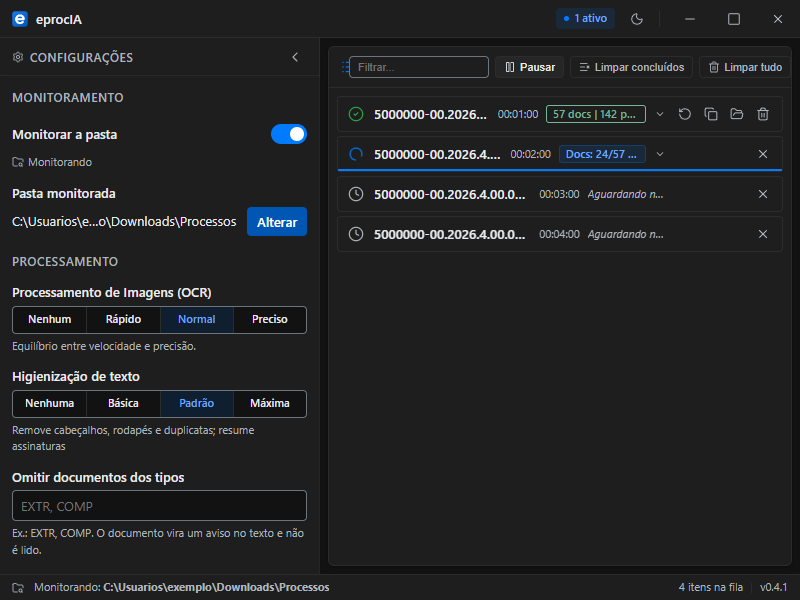 eprocIA
1 ativo
CONFIGURAÇÕES
MONITORAMENTO
Monitorar a pasta
Monitorando
Pasta monitorada
C:\Usuarios\e...o\Downloads\Processos
Alterar
PROCESSAMENTO
Processamento de Imagens (OCR)
Nenhum Rápido Normal Preciso
Equilíbrio entre velocidade e precisão.
Higienização de texto
Nenhuma Básica Padrão Máxima
Remove cabeçalhos, rodapés e duplicatas; resume
assinaturas
Omitir documentos dos tipos
EXTR, COMP
Ex.: EXTR, COMP. O documento vira um aviso no texto e não
é lido.
Filtrar... Pausar Limpar concluídos Limpar tudo
5000000-00.2026... 00:01:00 57 docs | 142 p...
5000000-00.2026.4.... 00:02:00 Docs: 24/57 ...
5000000-00.2026.4.00.0... 00:03:00 Aguardando n...
5000000-00.2026.4.00.0... 00:04:00 Aguardando n...
Monitorando: C:\Usuarios\exemplo\Downloads\Processos
4 itens na fila v0.4.1